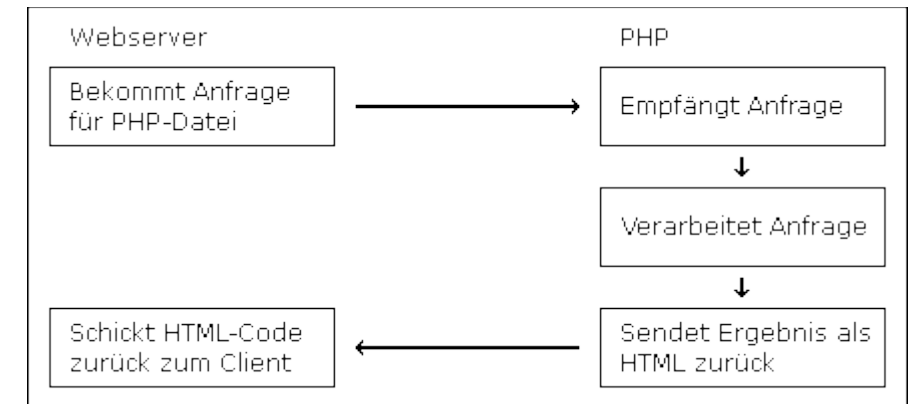 Webserver
PHP
Bekommt Anfrage
für PHP-Datei
Empfängt Anfrage
Verarbeitet Anfrage
Sendet Ergebnis als
HTML zurück
Schickt HTML-Code
zurück zum Client